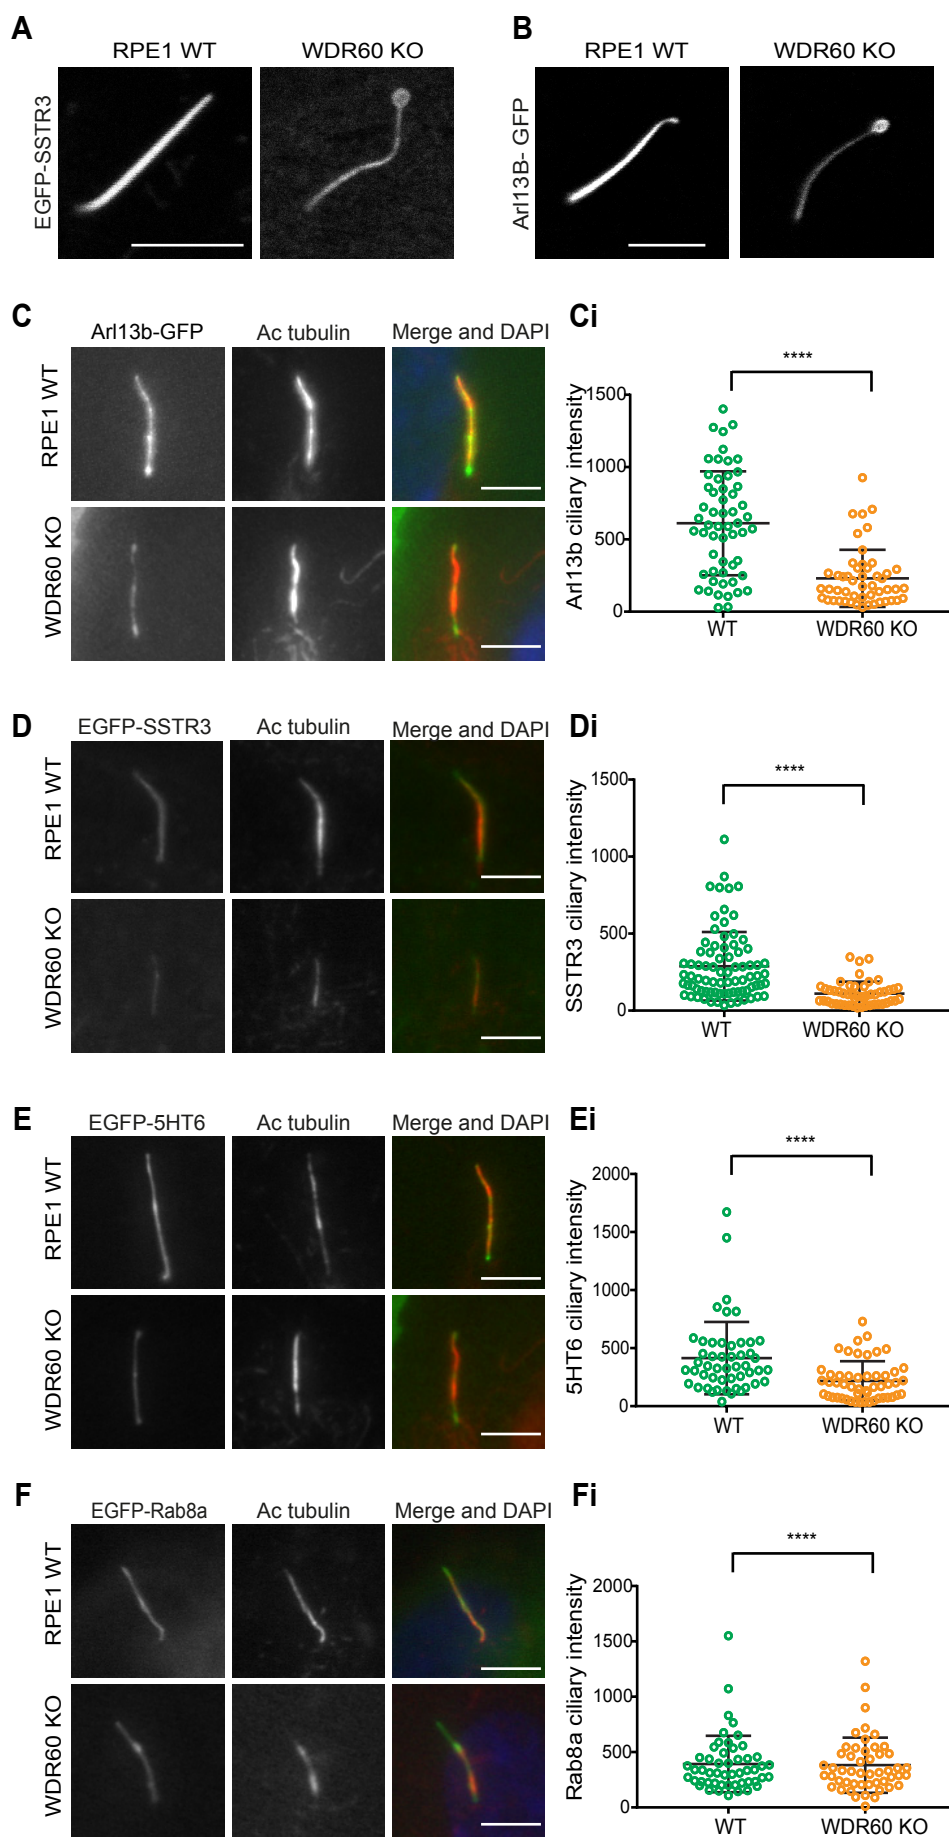 A
B
RPE1 WT
WDR60 KO
RPE1 WT
WDR60 KO
EGFP-SSTR3
Arl13B- GFP
C
Arl13b-GFP
Ac tubulin
Merge and DAPI
RPE1 WT
WDR60 KO
Ci
****
Arl13b ciliary intensity
1500
1000
500
0
WT
WDR60 KO
D
EGFP-SSTR3
Ac tubulin
Merge and DAPI
RPE1 WT
WDR60 KO
Di
****
SSTR3 ciliary intensity
1500
1000
500
0
WT
WDR60 KO
E
EGFP-5HT6
Ac tubulin
Merge and DAPI
RPE1 WT
WDR60 KO
Ei
****
5HT6 ciliary intensity
2000
1500
1000
500
0
WT
WDR60 KO
F
EGFP-Rab8a
Ac tubulin
Merge and DAPI
RPE1 WT
WDR60 KO
Fi
****
Rab8a ciliary intensity
2000
1500
1000
500
0
WT
WDR60 KO